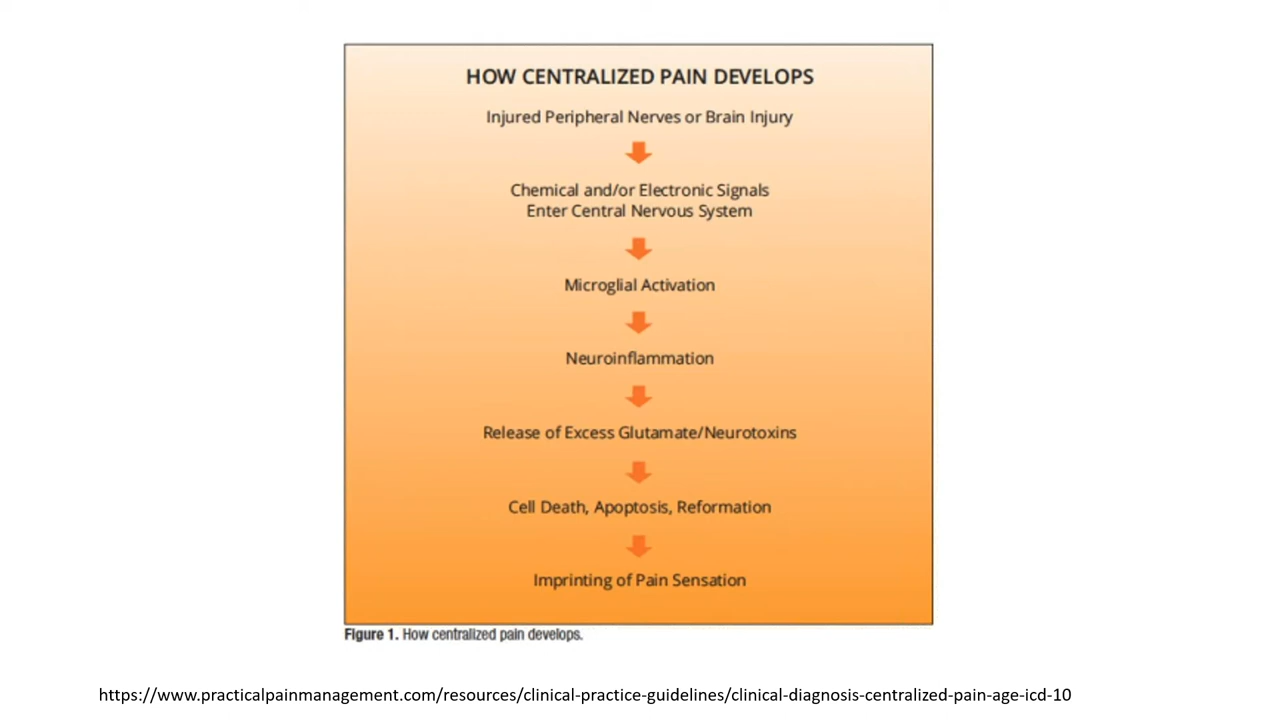 HOW CENTRALIZED PAIN DEVELOPS
Injured Peripheral Nerves or Brain Injury
Chemical and/or Electronic Signals
Enter Central Nervous System
Microglial Activation
Neuroinflammation
Release of Excess Glutamate/Neurotoxins
Cell Death, Apoptosis, Reformation
Imprinting of Pain Sensation
Figure 1. How centralized pain develops.
https://www.practicalpainmanagement.com/resources/clinical-practice-guidelines/clinical-diagnosis-centralized-pain-age-icd-10